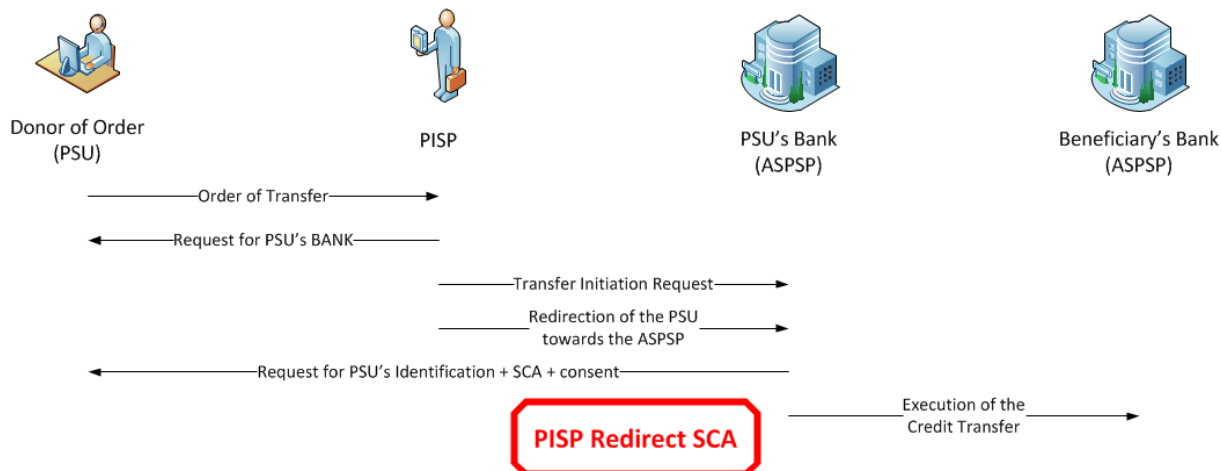 Donor of Order
(PSU)
PISP
PSU's Bank
(ASPSP)
Beneficiary's Bank
(ASPSP)
Order of Transfer
Request for PSU's BANK
Transfer Initiation Request
Redirection of the PSU
towards the ASPSP
Request for PSU's Identification + SCA + consent
Execution of the
Credit Transfer
PISP Redirect SCA